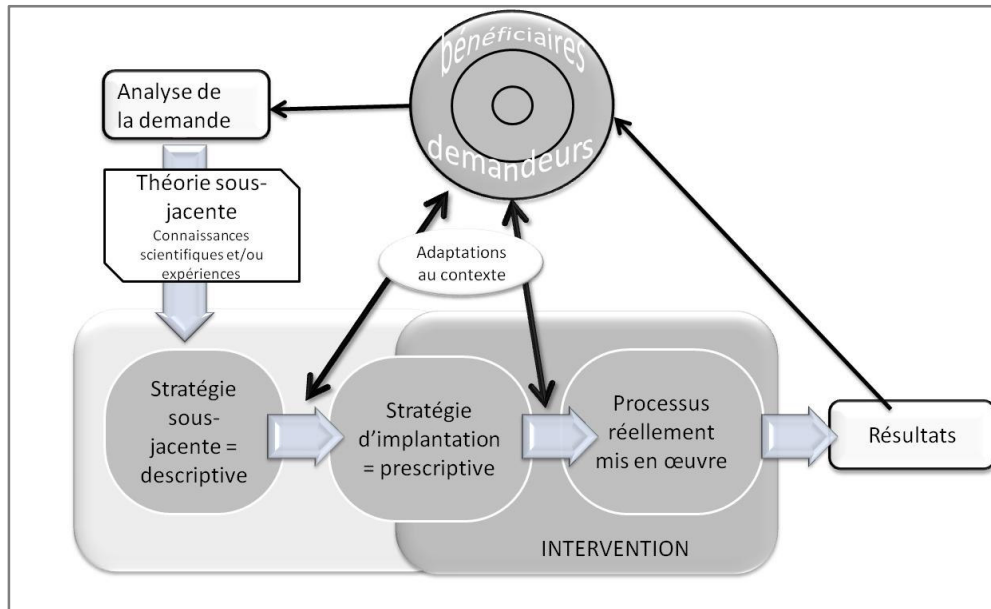 bénéficiaires
demandeurs
Analyse de
la demande
Théorie sous-
jacente
Connaissances
scientifiques et/ou
expériences
Adaptations
au contexte
Stratégie
sous-
jacente =
descriptive
Stratégie
d’implantation
= prescriptive
Processus
réellement
mis en œuvre
Résultats
INTERVENTION